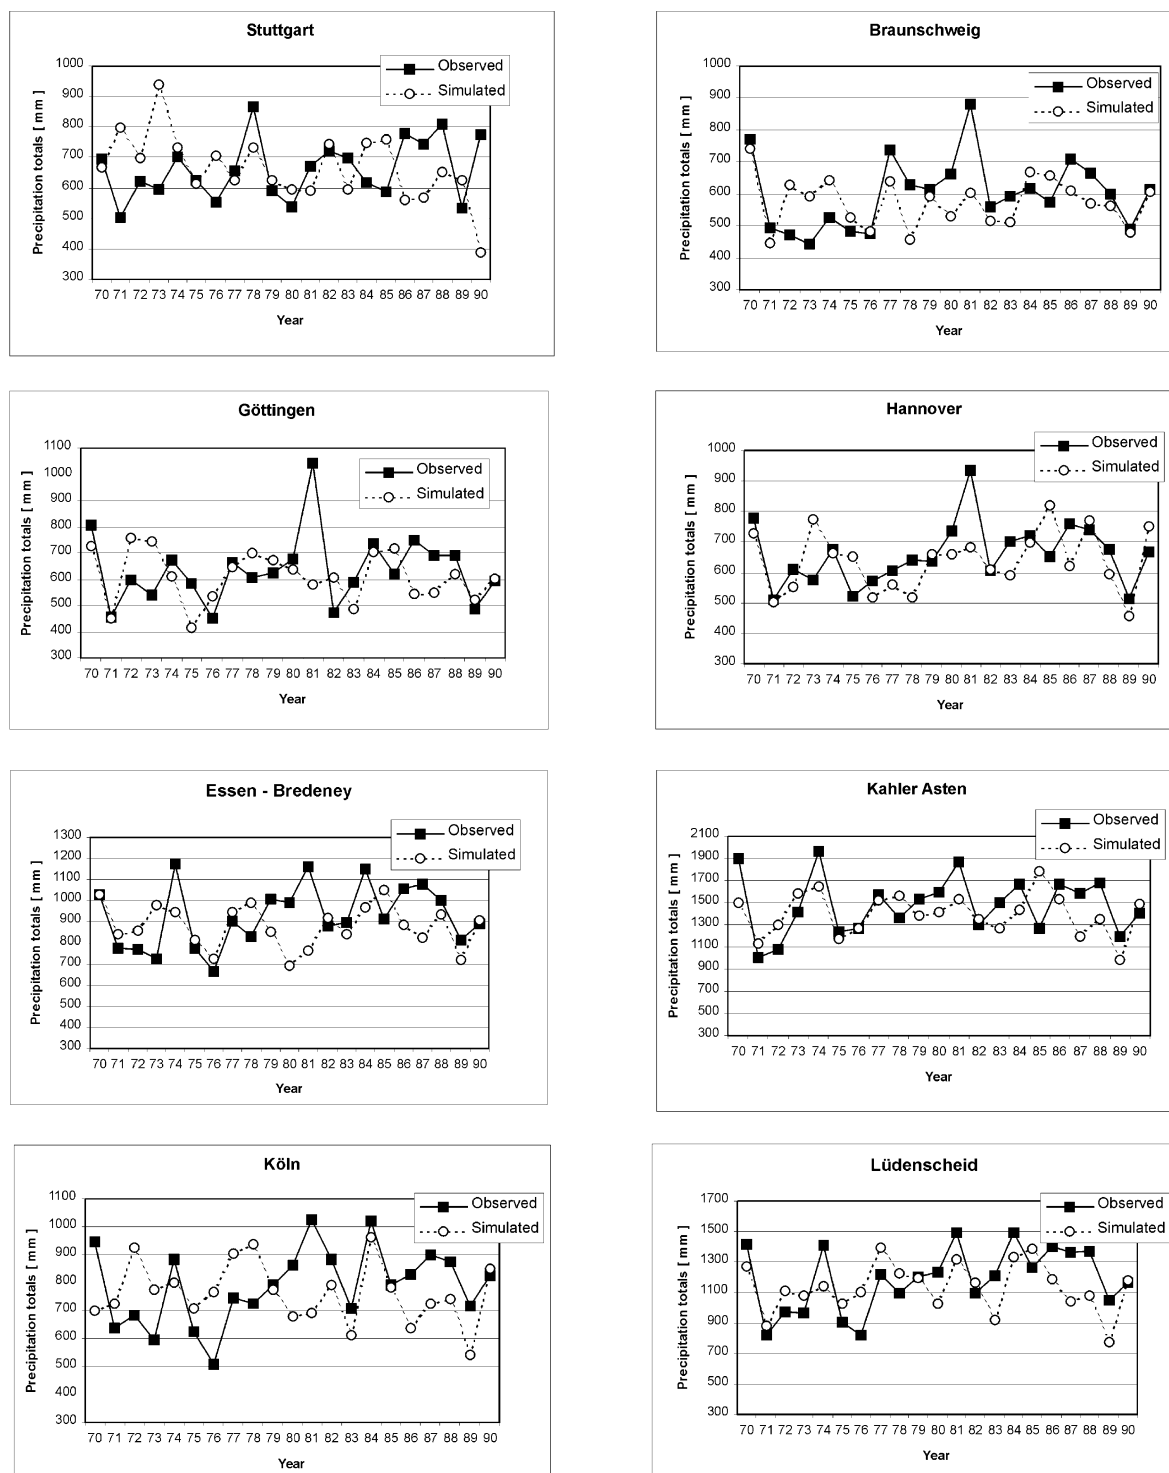 Stuttgart
Precipitation totals [ mm ]
1000
900
800
700
600
500
400
300
Observed
Simulated
70 71 72 73 74 75 76 77 78 79 80 81 82 83 84 85 86 87 88 89 90
Year
Braunschweig
Precipitation totals [ mm ]
1000
900
800
700
600
500
400
300
Observed
Simulated
70 71 72 73 74 75 76 77 78 79 80 81 82 83 84 85 86 87 88 89 90
Year
Göttingen
Precipitation totals [ mm ]
1100
1000
900
800
700
600
500
400
300
Observed
Simulated
70 71 72 73 74 75 76 77 78 79 80 81 82 83 84 85 86 87 88 89 90
Year
Hannover
Precipitation totals [ mm ]
1000
900
800
700
600
500
400
300
Observed
Simulated
70 71 72 73 74 75 76 77 78 79 80 81 82 83 84 85 86 87 88 89 90
Year
Essen - Bredeney
Precipitation totals [ mm ]
1300
1200
1100
1000
900
800
700
600
500
400
300
Observed
Simulated
70 71 72 73 74 75 76 77 78 79 80 81 82 83 84 85 86 87 88 89 90
Year
Kahler Asten
Precipitation totals [ mm ]
2100
1900
1700
1500
1300
1100
900
700
500
300
Observed
Simulated
70 71 72 73 74 75 76 77 78 79 80 81 82 83 84 85 86 87 88 89 90
Year
Köln
Precipitation totals [ mm ]
1100
1000
900
800
700
600
500
400
300
Observed
Simulated
70 71 72 73 74 75 76 77 78 79 80 81 82 83 84 85 86 87 88 89 90
Year
Lüdenscheid
Precipitation totals [ mm ]
1700
1500
1300
1100
900
700
500
300
Observed
Simulated
70 71 72 73 74 75 76 77 78 79 80 81 82 83 84 85 86 87 88 89 90
Year